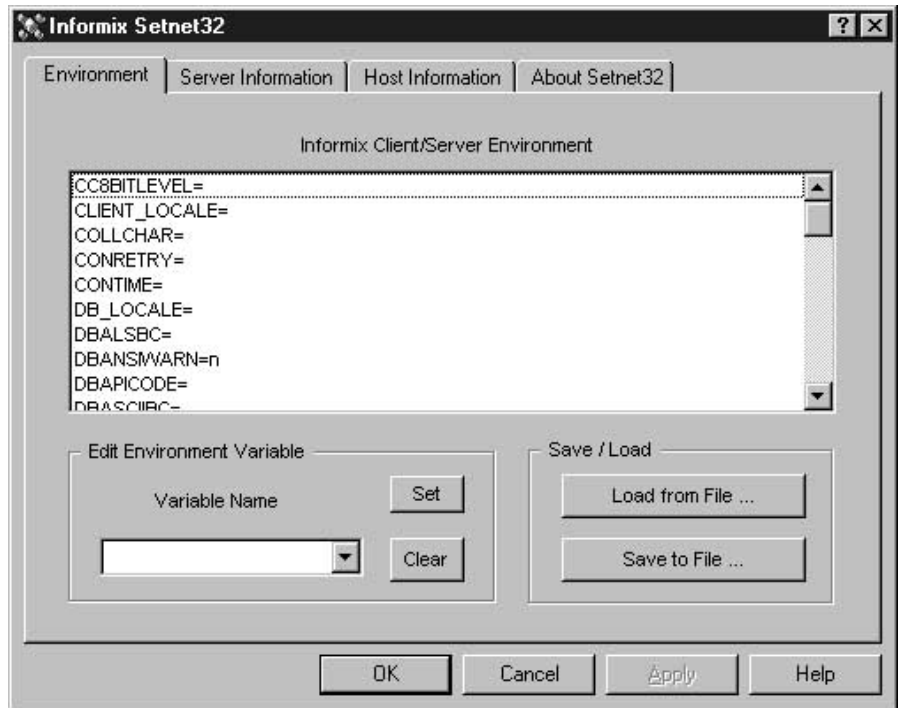 Informix Setnet32
Environment
Server Information
Host Information
About Setnet32
Informix Client/Server Environment
CC8BITLEVEL=
CLIENT_LOCALE=
COLLCHAR=
CONRETRY=
CONTIME=
DB_LOCALE=
DBALSBC=
DBANSIWARN=n
DBAPICODE=
DBASCIIBC=
Edit Environment Variable
Variable Name
Set
Clear
Save / Load
Load from File ...
Save to File ...
OK
Cancel
Apply
Help